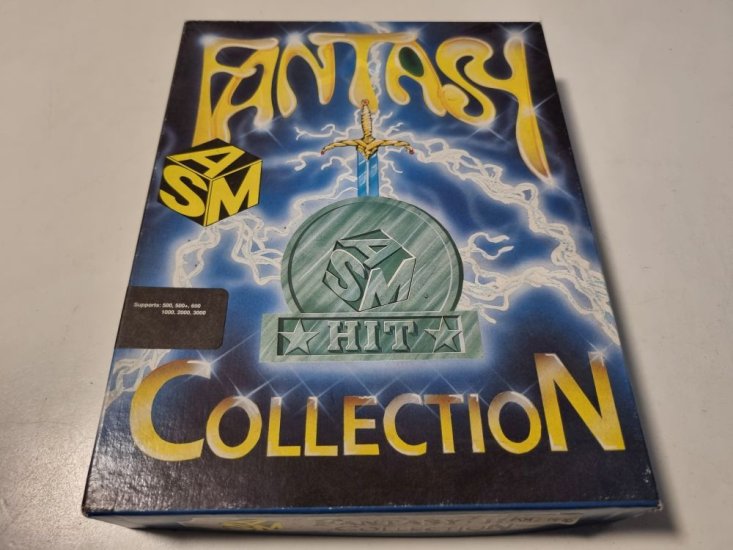 FANTASY
ASM
ASM
HIT
Supports: 500, 500+, 600
1000, 2000, 3000
COLLECTION